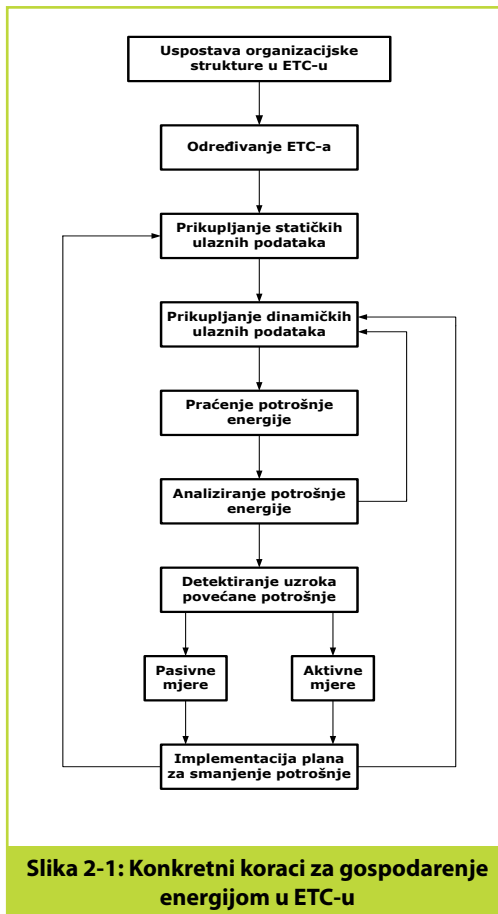 Uspostava organizacijske
strukture u ETC-u
Određivanje ETC-a
Prikupljanje statičkih
ulaznih podataka
Prikupljanje dinamičkih
ulaznih podataka
Praćenje potrošnje
energije
Analiziranje potrošnje
energije
Detektiranje uzroka
povećane potrošnje
Pasivne
mjere
Aktivne
mjere
Implementacija plana
za smanjenje potrošnje
Slika 2-1: Konkretni koraci za gospodarenje
energijom u ETC-u